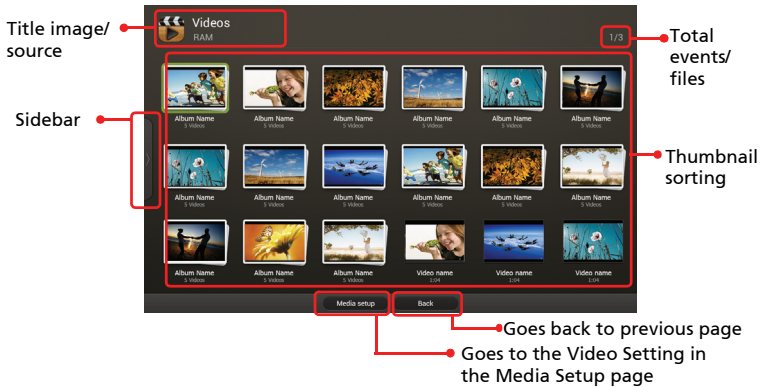 Title image/
source
Videos
RAM
1/3
Total
events/
files
Sidebar
Thumbnail
sorting
Album Name Album Name Album Name Album Name Album Name Album Name
5 Videos 5 Videos 5 Videos 5 Videos 5 Videos 5 Videos
Album Name Album Name Album Name Album Name Album Name Album Name
5 Videos 5 Videos 5 Videos 5 Videos 5 Videos 5 Videos
Album Name Album Name Album Name Video name Video name Video name
5 Videos 5 Videos 5 Videos 1:04 1:04 1:04
Media setup Back
Goes back to previous page
Goes to the Video Setting in
the Media Setup page